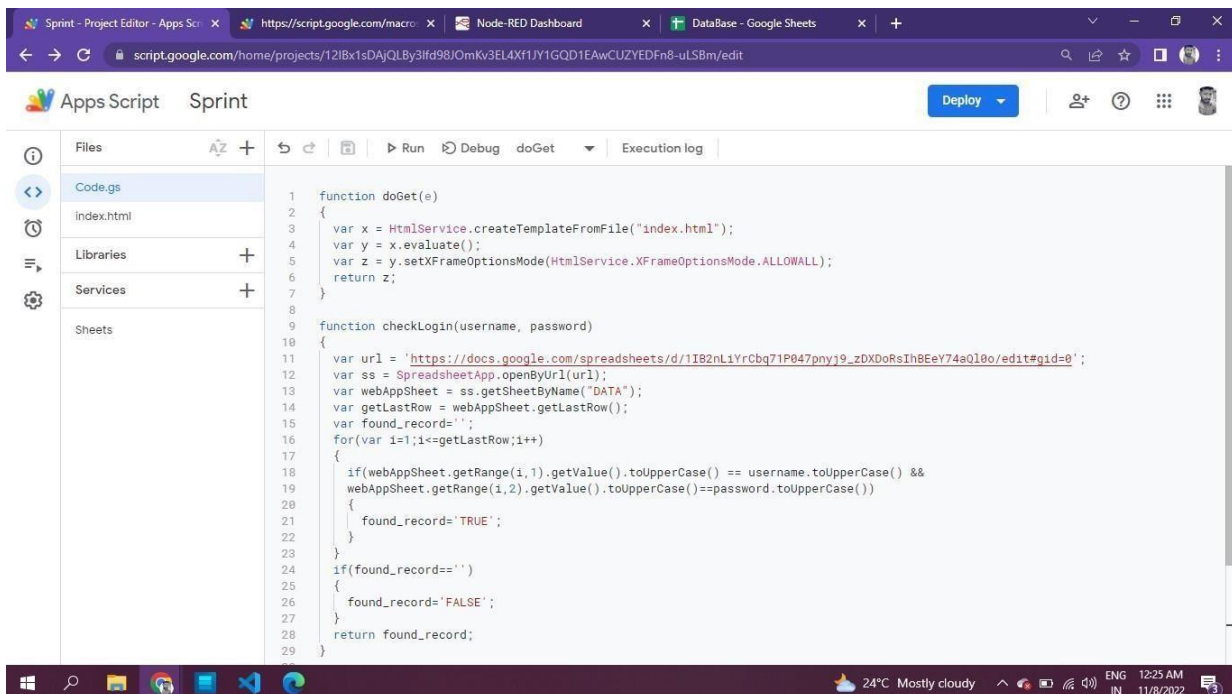 Sprint - Project Editor - Apps Scri
https://script.google.com/macro
Node-RED Dashboard
DataBase - Google Sheets
script.google.com/home/projects/12IBx1sDAjQLBy3Ifd98JOmKv3EL4Xf1JY1GQD1EAwCUZYEDFn8-uLSBm/edit
Apps Script Sprint
Deploy
Files AZ
Run Debug doGet Execution log
Code.gs
index.html
Libraries
Services
Sheets
1 function doGet(e)
2 {
3 var x = HtmlService.createTemplateFromFile("index.html");
4 var y = x.evaluate();
5 var z = y.setXFrameOptionsMode(HtmlService.XFrameOptionsMode.ALLOWALL);
6 return z;
7 }
8
9 function checkLogin(username, password)
10 {
11 var url = 'https://docs.google.com/spreadsheets/d/1IB2nLiYrCbq71P047pnyj9_zDXDoRsIhBEeY74aQl0o/edit#gid=0';
12 var ss = SpreadsheetApp.openByUrl(url);
13 var webAppSheet = ss.getSheetByName("DATA");
14 var getLastRow = webAppSheet.getLastRow();
15 var found_record='';
16 for(var i=1;i<=getLastRow;i++)
17 {
18 if(webAppSheet.getRange(i,1).getValue().toUpperCase() == username.toUpperCase() &&
19 webAppSheet.getRange(i,2).getValue().toUpperCase()==password.toUpperCase())
20 {
21 found_record='TRUE';
22 }
23 }
24 if(found_record=='')
25 {
26 found_record='FALSE';
27 }
28 return found_record;
29 }
24°C Mostly cloudy
ENG
IN
12:25 AM
11/8/2022